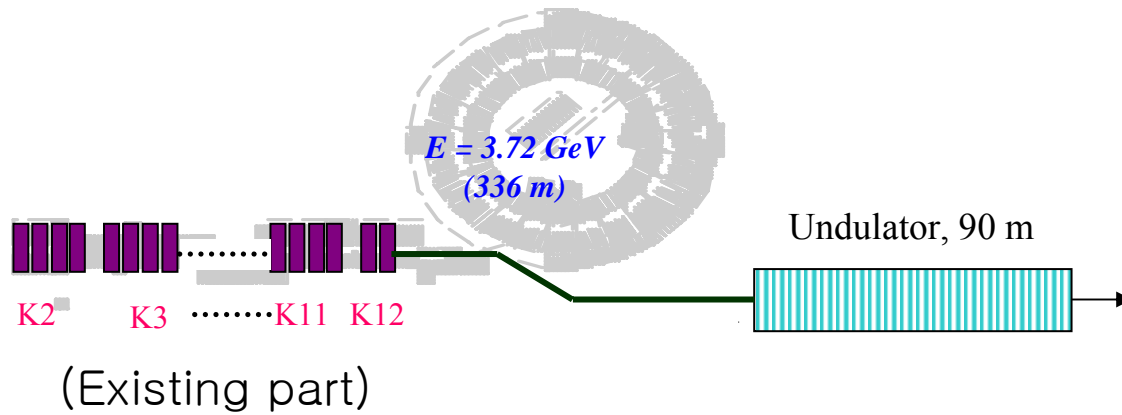 E = 3.72 GeV
(336 m)
Undulator, 90 m
K2 K3 ........ K11 K12
(Existing part)